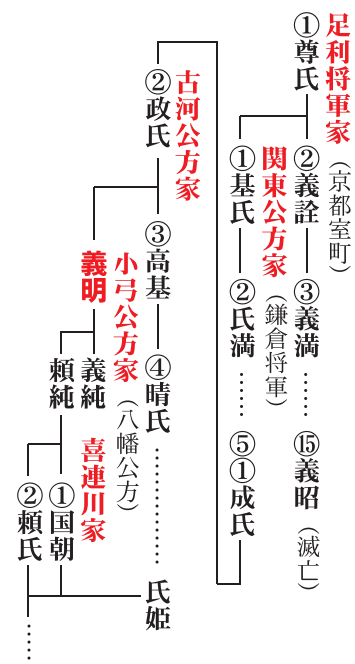 足利将軍家（京都室町）
①尊氏
②義詮
③義満
⑮義昭（滅亡）
関東公方家（鎌倉将軍）
①基氏
②氏満
⑤①成氏
古河公方家
②政氏
③高基
④晴氏
氏姫
小弓公方家（八幡公方）
義明
義純
頼純
喜連川家
①国朝
②頼氏